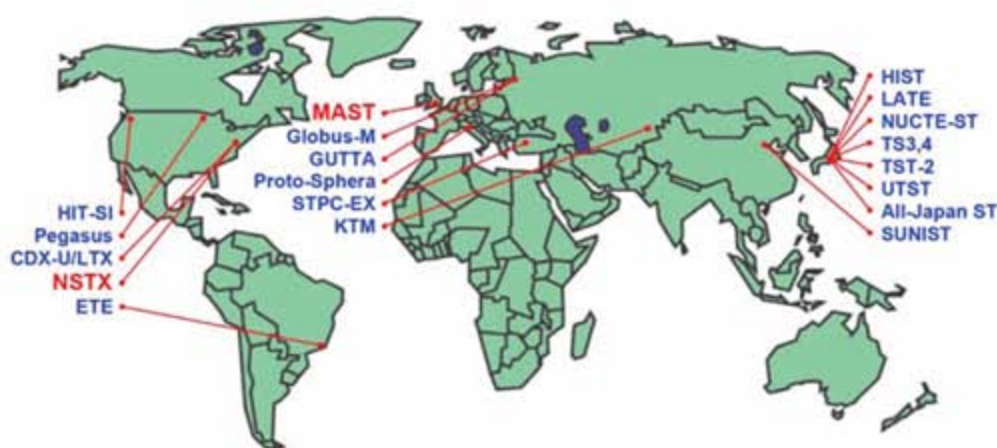 HIT-SI
Pegasus
CDX-U/LTX
NSTX
ETE
MAST
Globus-M
GUTTA
Proto-Sphera
STPC-EX
KTM
HIST
LATE
NUCTE-ST
TS3,4
TST-2
UTST
All-Japan ST
SUNIST